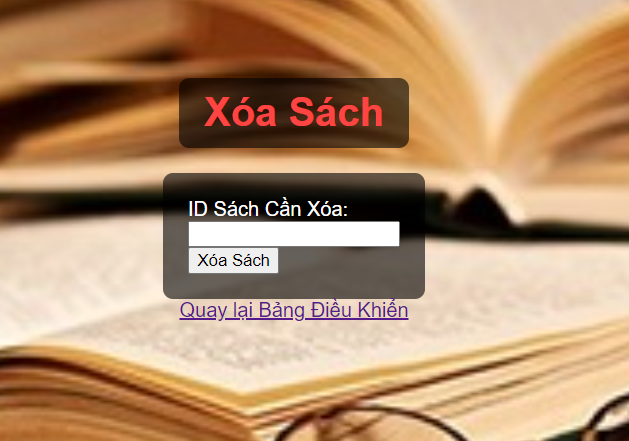 Xóa Sách
ID Sách Cần Xóa:
Xóa Sách
Quay lại Bảng Điều Khiển